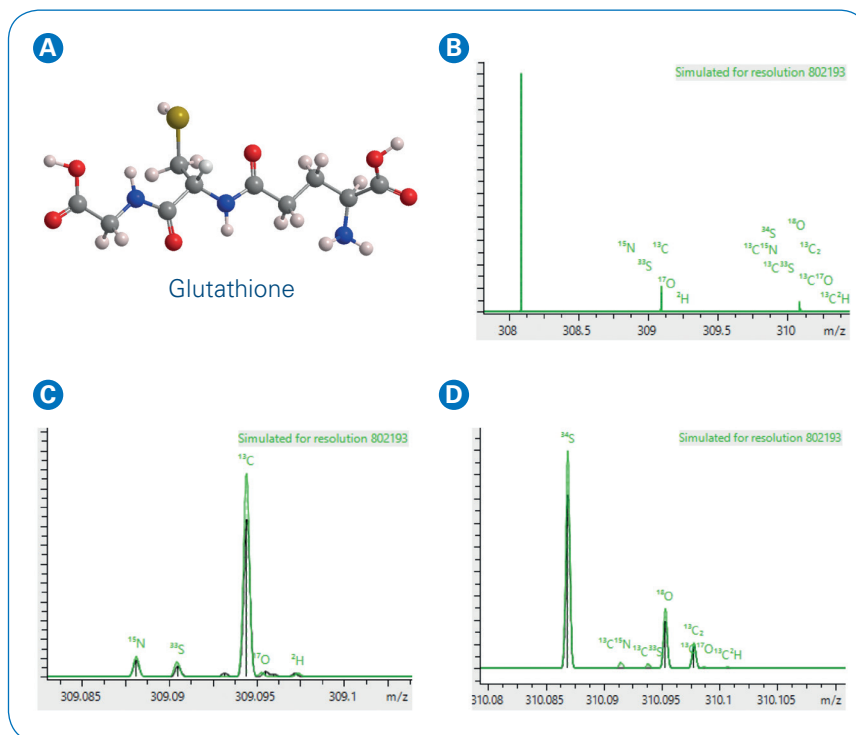 A
Glutathione
B
Simulated for resolution 802193
¹⁵N ¹³C
³³S
¹⁷O
²H
³⁴S ¹⁸O
¹³C¹⁵N ¹³C₂
¹³C³³S
¹³C¹⁷O
¹³C²H
308 308.5 309 309.5 310 m/z
C
Simulated for resolution 802193
¹³C
¹⁵N
³³S
¹⁷O ²H
309.085 309.09 309.095 309.1 m/z
D
Simulated for resolution 802193
³⁴S
¹⁸O
¹³C₂
¹³C¹⁵N ¹³C³³S ¹³C¹⁷O ¹³C²H
310.08 310.085 310.09 310.095 310.1 310.105 m/z